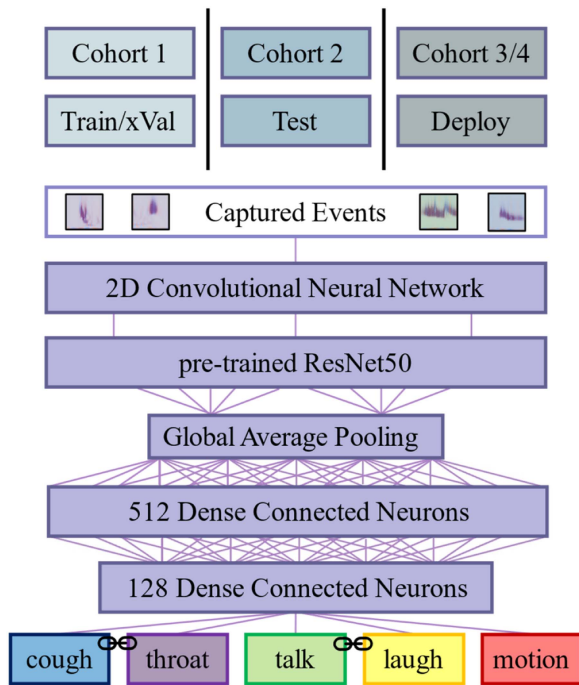 Cohort 1
Cohort 2
Cohort 3/4
Train/xVal
Test
Deploy
Captured Events
2D Convolutional Neural Network
pre-trained ResNet50
Global Average Pooling
512 Dense Connected Neurons
128 Dense Connected Neurons
cough
throat
talk
laugh
motion